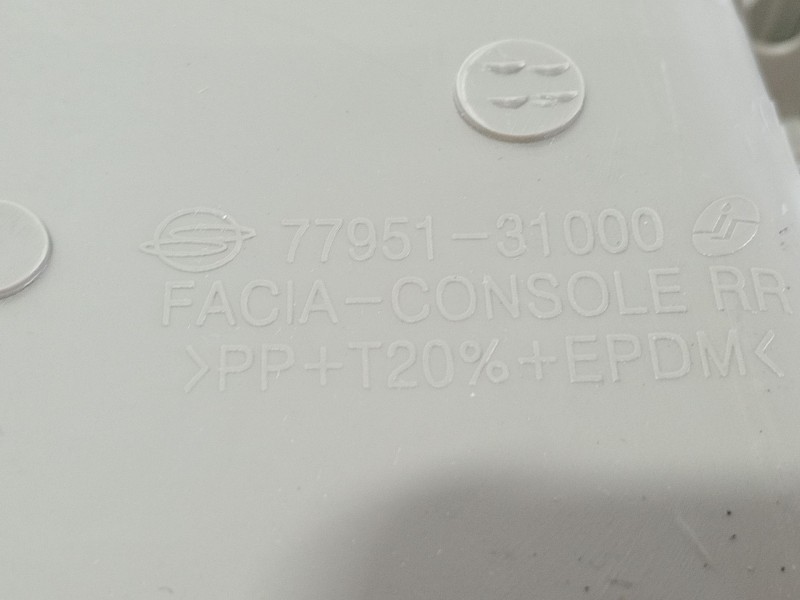 77951-31000
FACIA-CONSOLE RR
>PP+T20%+EPDM<